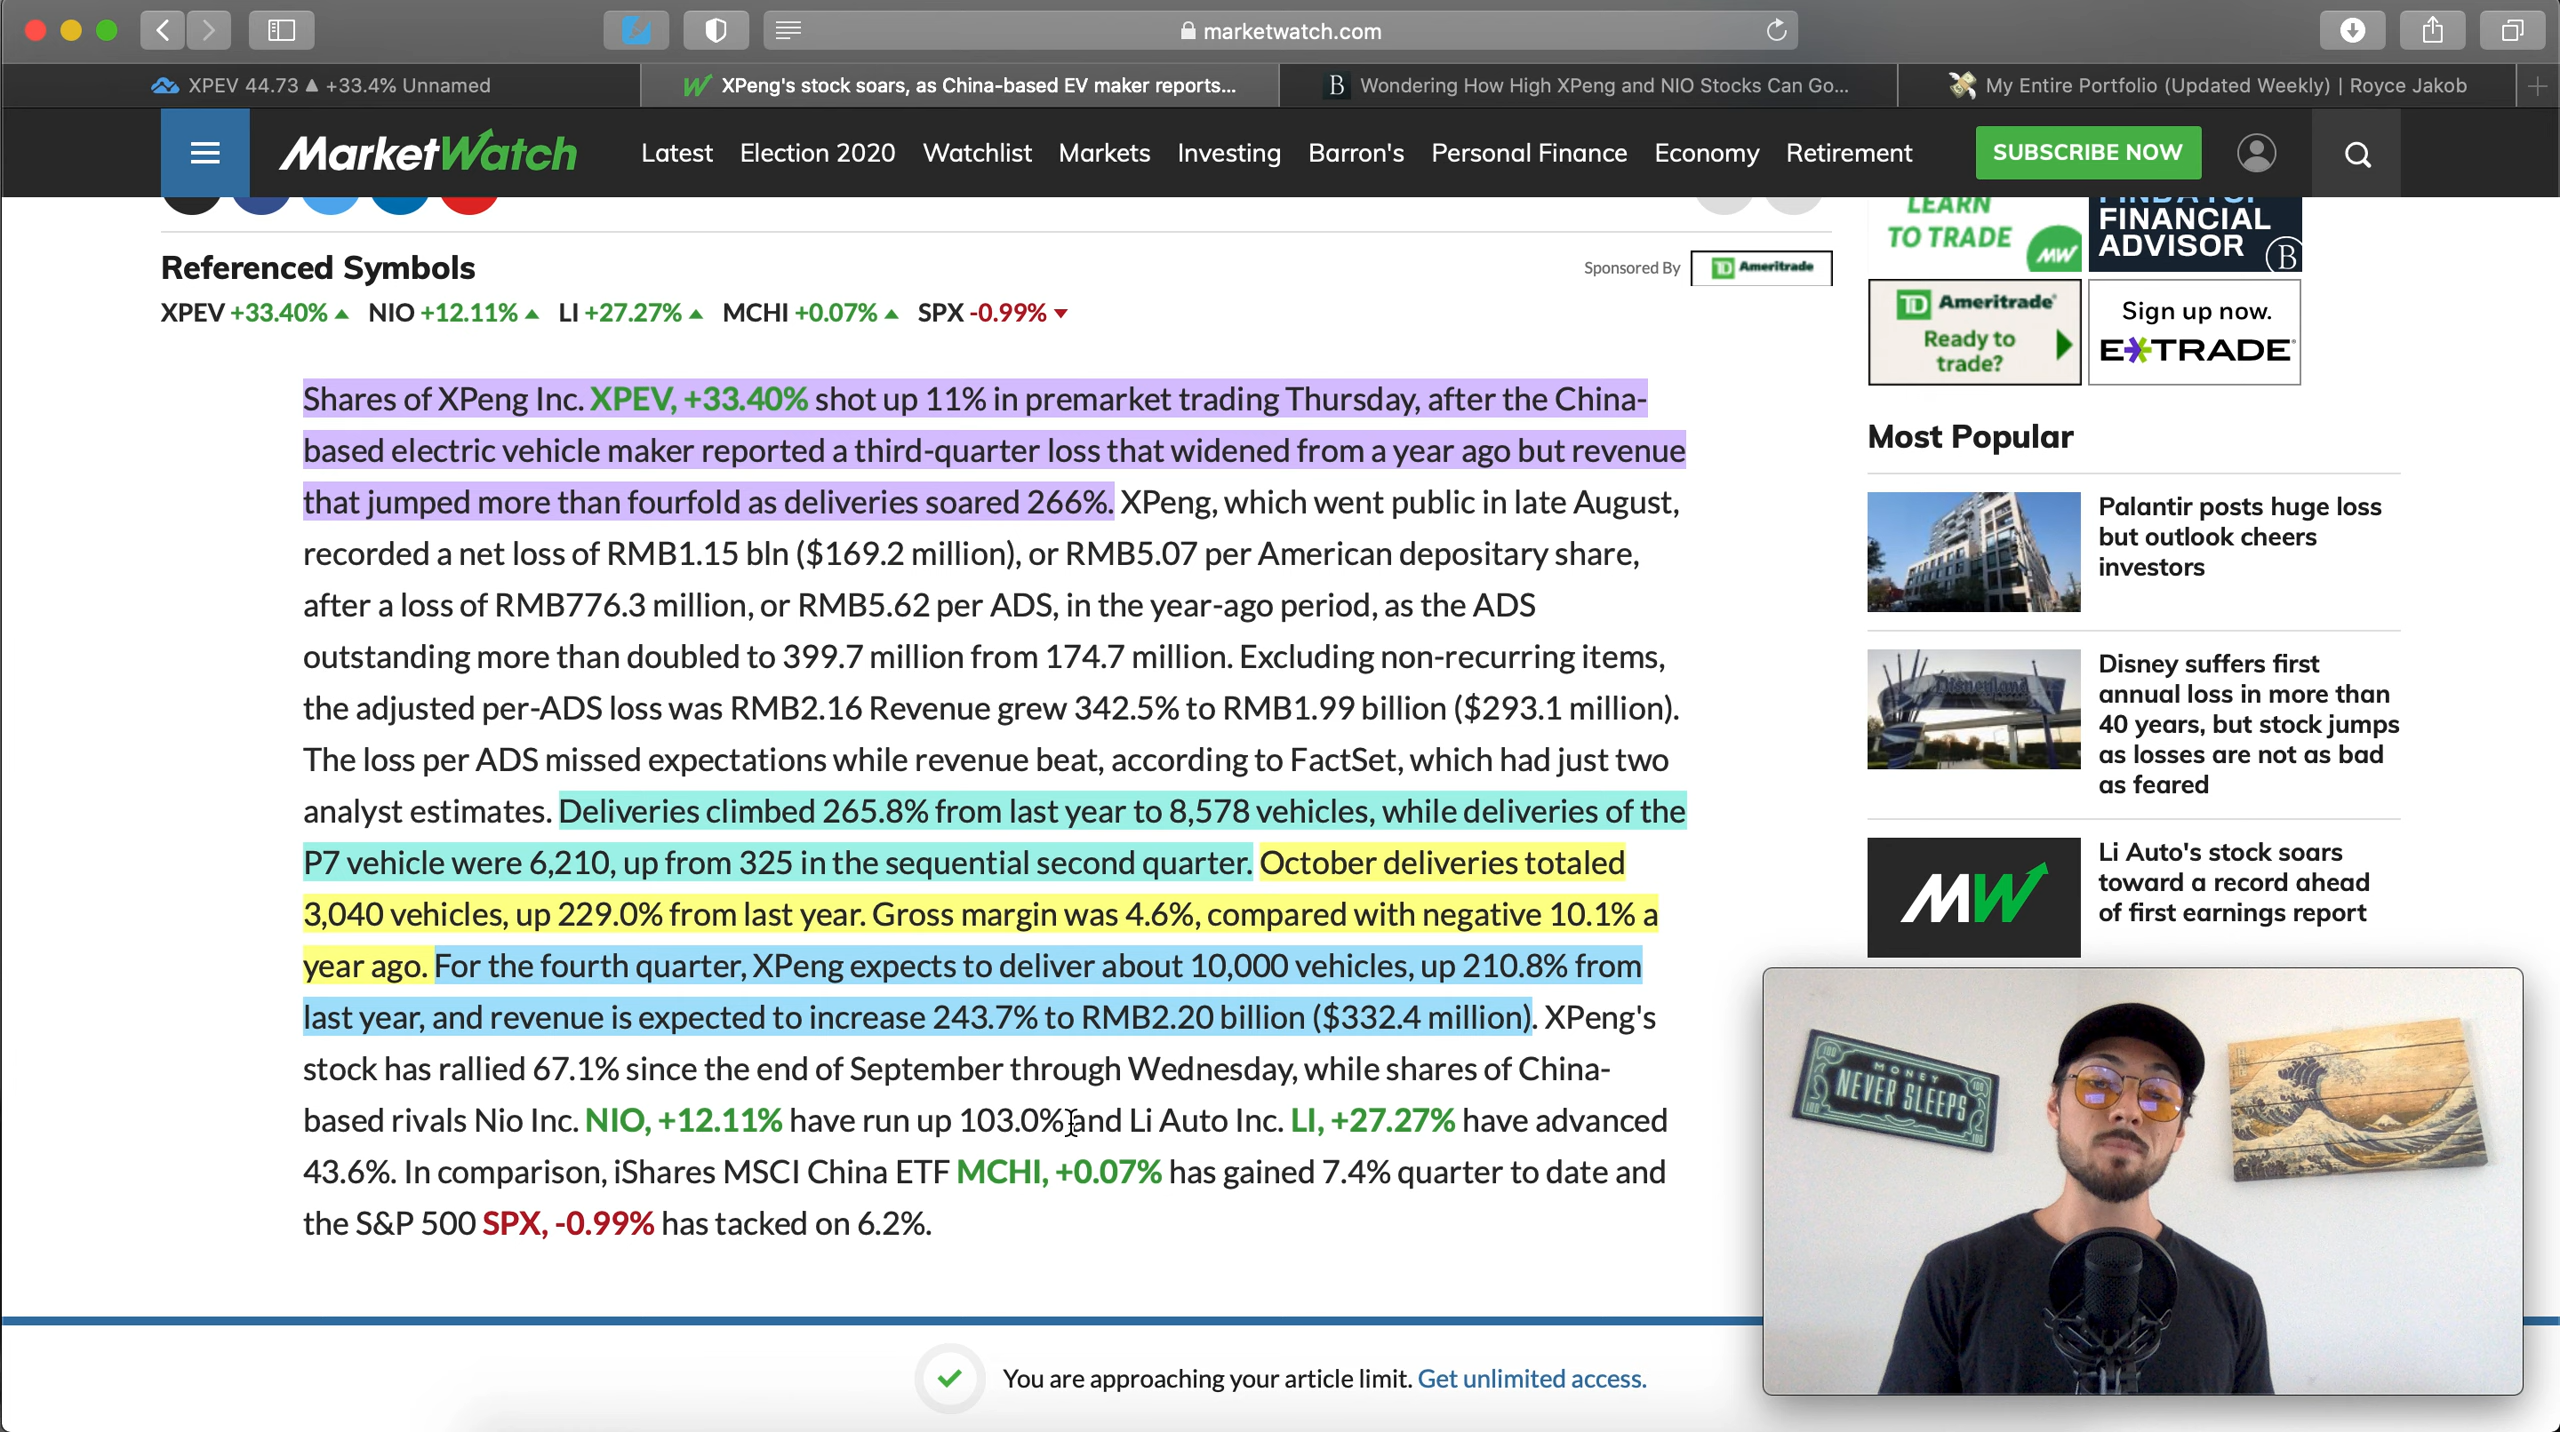 marketwatch.com
XPEV 44.73 ▲ +33.4% Unnamed
XPeng's stock soars, as China-based EV maker reports...
B Wondering How High XPeng and NIO Stocks Can Go...
My Entire Portfolio (Updated Weekly) | Royce Jakob
MarketWatch
Latest Election 2020 Watchlist Markets Investing Barron's Personal Finance Economy Retirement
SUBSCRIBE NOW
Referenced Symbols
Sponsored By TD Ameritrade
XPEV +33.40% ▲ NIO +12.11% ▲ LI +27.27% ▲ MCHI +0.07% ▲ SPX -0.99% ▼
Shares of XPeng Inc. XPEV, +33.40% shot up 11% in premarket trading Thursday, after the China-
based electric vehicle maker reported a third-quarter loss that widened from a year ago but revenue
that jumped more than fourfold as deliveries soared 266%. XPeng, which went public in late August,
recorded a net loss of RMB1.15 bln ($169.2 million), or RMB5.07 per American depositary share,
after a loss of RMB776.3 million, or RMB5.62 per ADS, in the year-ago period, as the ADS
outstanding more than doubled to 399.7 million from 174.7 million. Excluding non-recurring items,
the adjusted per-ADS loss was RMB2.16 Revenue grew 342.5% to RMB1.99 billion ($293.1 million).
The loss per ADS missed expectations while revenue beat, according to FactSet, which had just two
analyst estimates. Deliveries climbed 265.8% from last year to 8,578 vehicles, while deliveries of the
P7 vehicle were 6,210, up from 325 in the sequential second quarter. October deliveries totaled
3,040 vehicles, up 229.0% from last year. Gross margin was 4.6%, compared with negative 10.1% a
year ago. For the fourth quarter, XPeng expects to deliver about 10,000 vehicles, up 210.8% from
last year, and revenue is expected to increase 243.7% to RMB2.20 billion ($332.4 million). XPeng's
stock has rallied 67.1% since the end of September through Wednesday, while shares of China-
based rivals Nio Inc. NIO, +12.11% have run up 103.0% and Li Auto Inc. LI, +27.27% have advanced
43.6%. In comparison, iShares MSCI China ETF MCHI, +0.07% has gained 7.4% quarter to date and
the S&P 500 SPX, -0.99% has tacked on 6.2%.
You are approaching your article limit. Get unlimited access.
LEARN
TO TRADE
MW
FINANCIAL
ADVISOR
B
TD Ameritrade
Ready to
trade?
Sign up now.
E*TRADE
Most Popular
Palantir posts huge loss
but outlook cheers
investors
Disneyland
Disney suffers first
annual loss in more than
40 years, but stock jumps
as losses are not as bad
as feared
MW
Li Auto's stock soars
toward a record ahead
of first earnings report
MONEY
NEVER SLEEPS
100
100
100
100